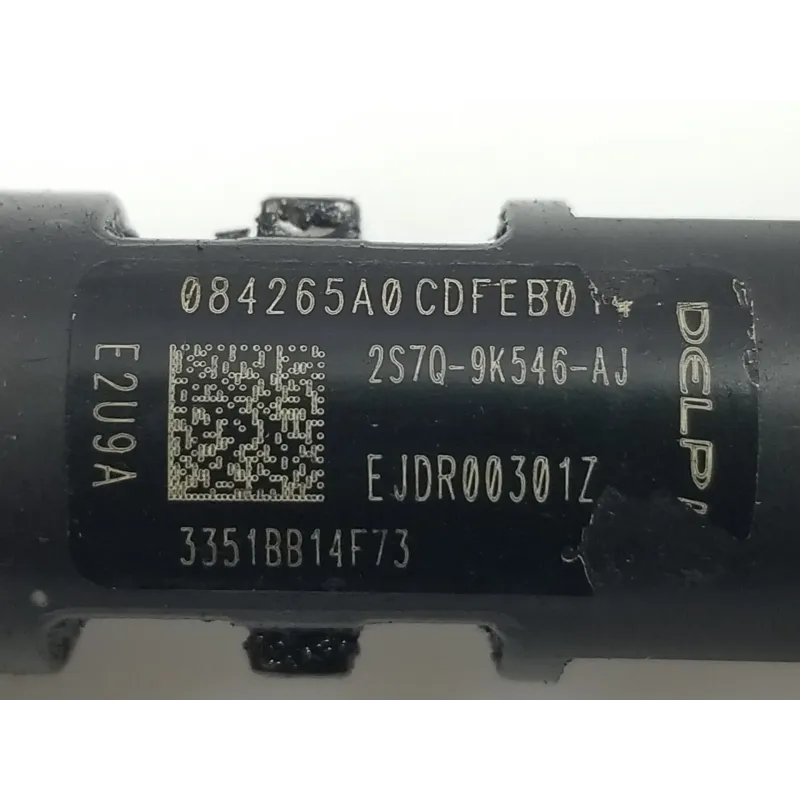 084265A0CDFEB0
2S7Q-9K546-AJ
EJDR00301Z
3351BB14F73
E2U9A
DELP